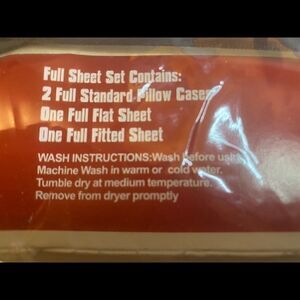 Full Sheet Set Contains:
2 Full Standard Pillow Cases
One Full Flat Sheet
One Full Fitted Sheet
WASH INSTRUCTIONS:Wash before use.
Machine Wash in warm or cold water.
Tumble dry at medium temperature.
Remove from dryer promptly